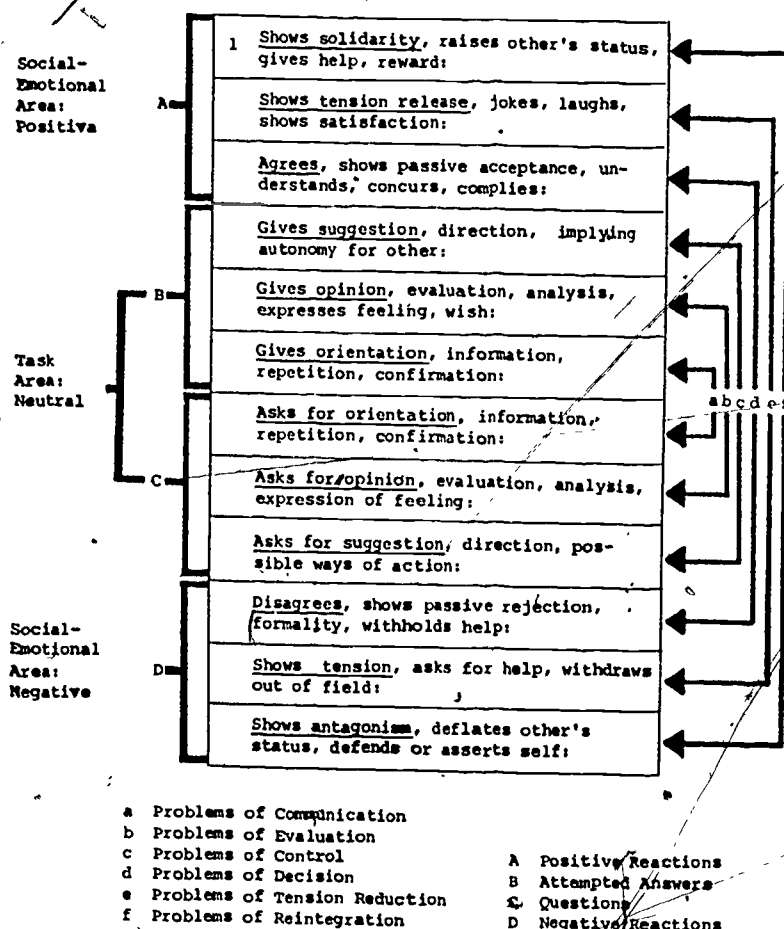 Social-
Emotional
Area:
Positiva
A
1 Shows solidarity, raises other's status,
gives help, reward:
Shows tension release, jokes, laughs,
shows satisfaction:
Agrees, shows passive acceptance, un-
derstands, concurs, complies:
Task
Area:
Neutral
B
Gives suggestion, direction, implying
autonomy for other:
Gives opinion, evaluation, analysis,
expresses feeling, wish:
Gives orientation, information,
repetition, confirmation:
C
Asks for orientation, information,
repetition, confirmation:
Asks for opinion, evaluation, analysis,
expression of feeling:
Asks for suggestion, direction, pos-
sible ways of action:
Social-
Emotional
Area:
Negative
D
Disagrees, shows passive rejection,
formality, withholds help:
Shows tension, asks for help, withdraws
out of field:
Shows antagonism, deflates other's
status, defends or asserts self:
a b c d e f
a Problems of Communication
b Problems of Evaluation
c Problems of Control
d Problems of Decision
e Problems of Tension Reduction
f Problems of Reintegration
A Positive Reactions
B Attempted Answers
C Questions
D Negative Reactions